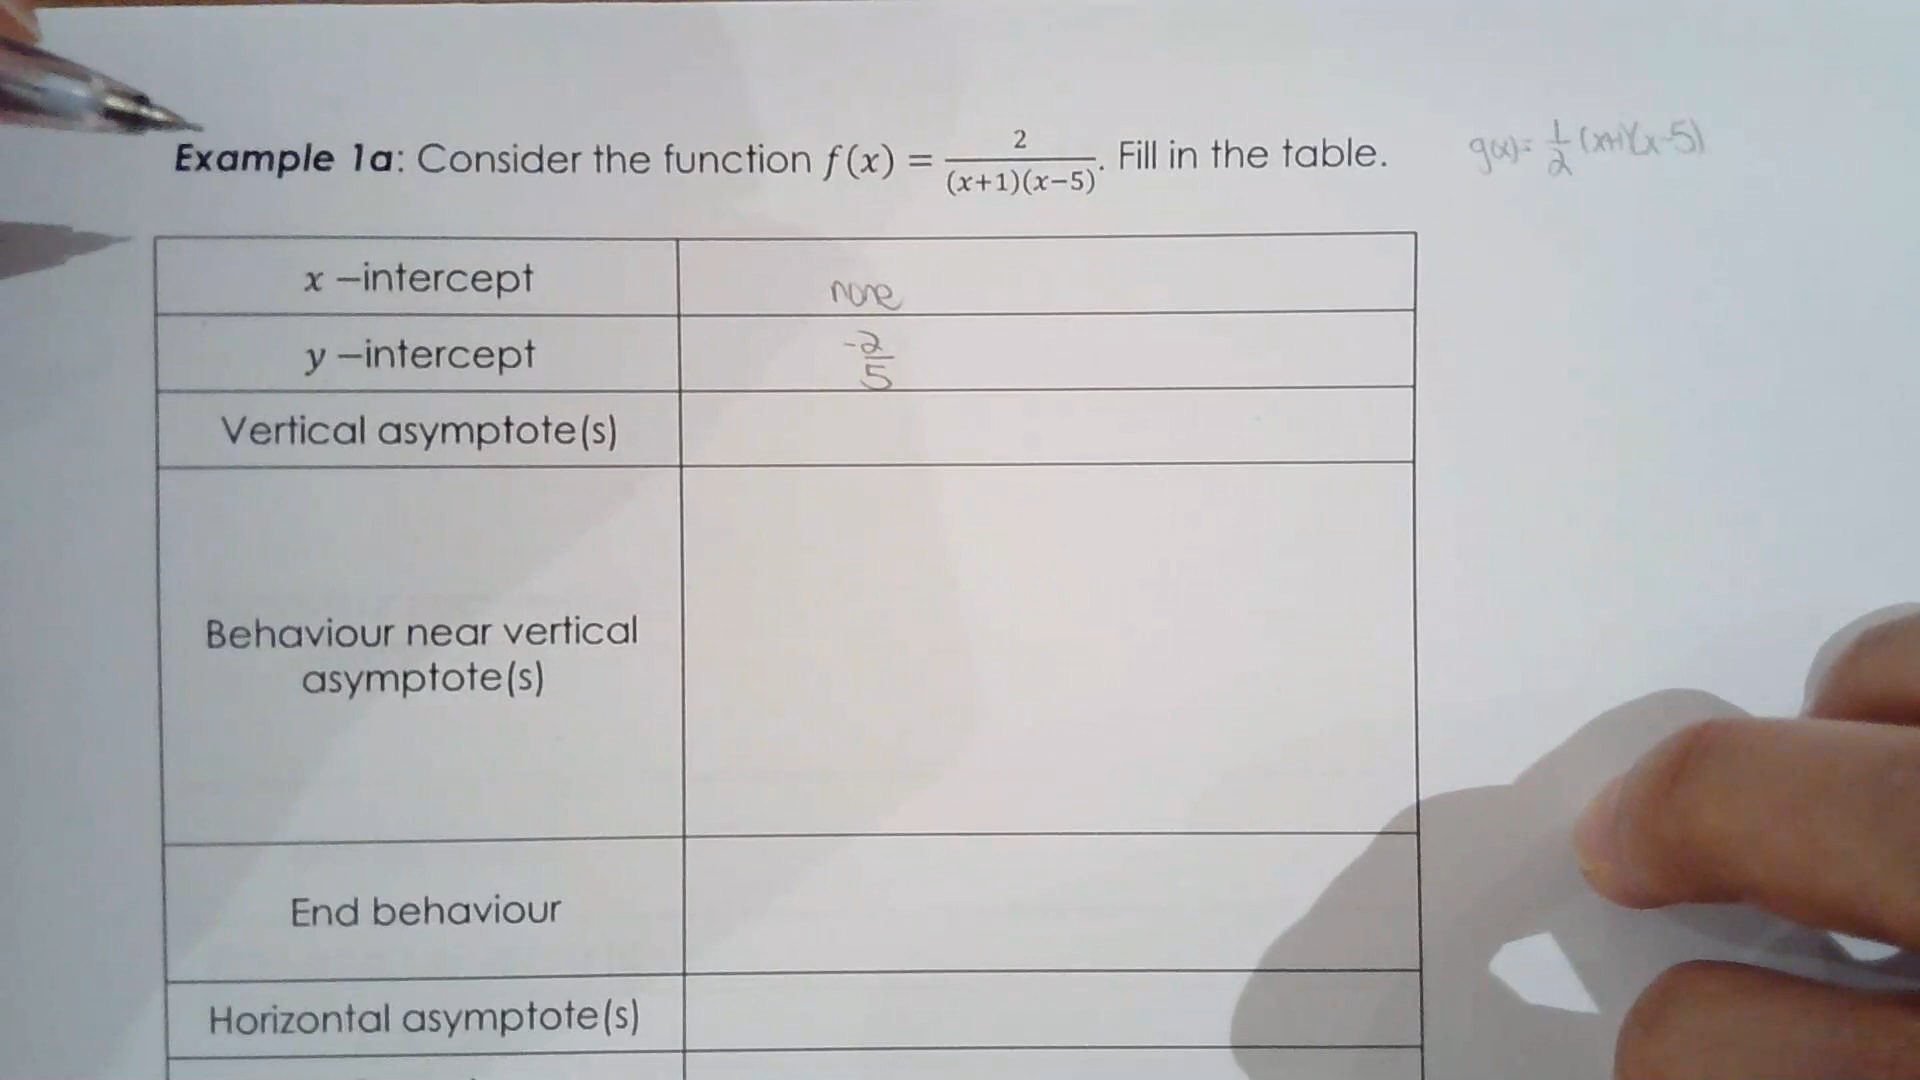 Example 1a: Consider the function f(x) = 2/((x+1)(x−5)). Fill in the table.
g(x)= 1/2 (x+1)(x-5)
x –intercept none
y –intercept -2/5
Vertical asymptote(s)
Behaviour near vertical
asymptote(s)
End behaviour
Horizontal asymptote(s)